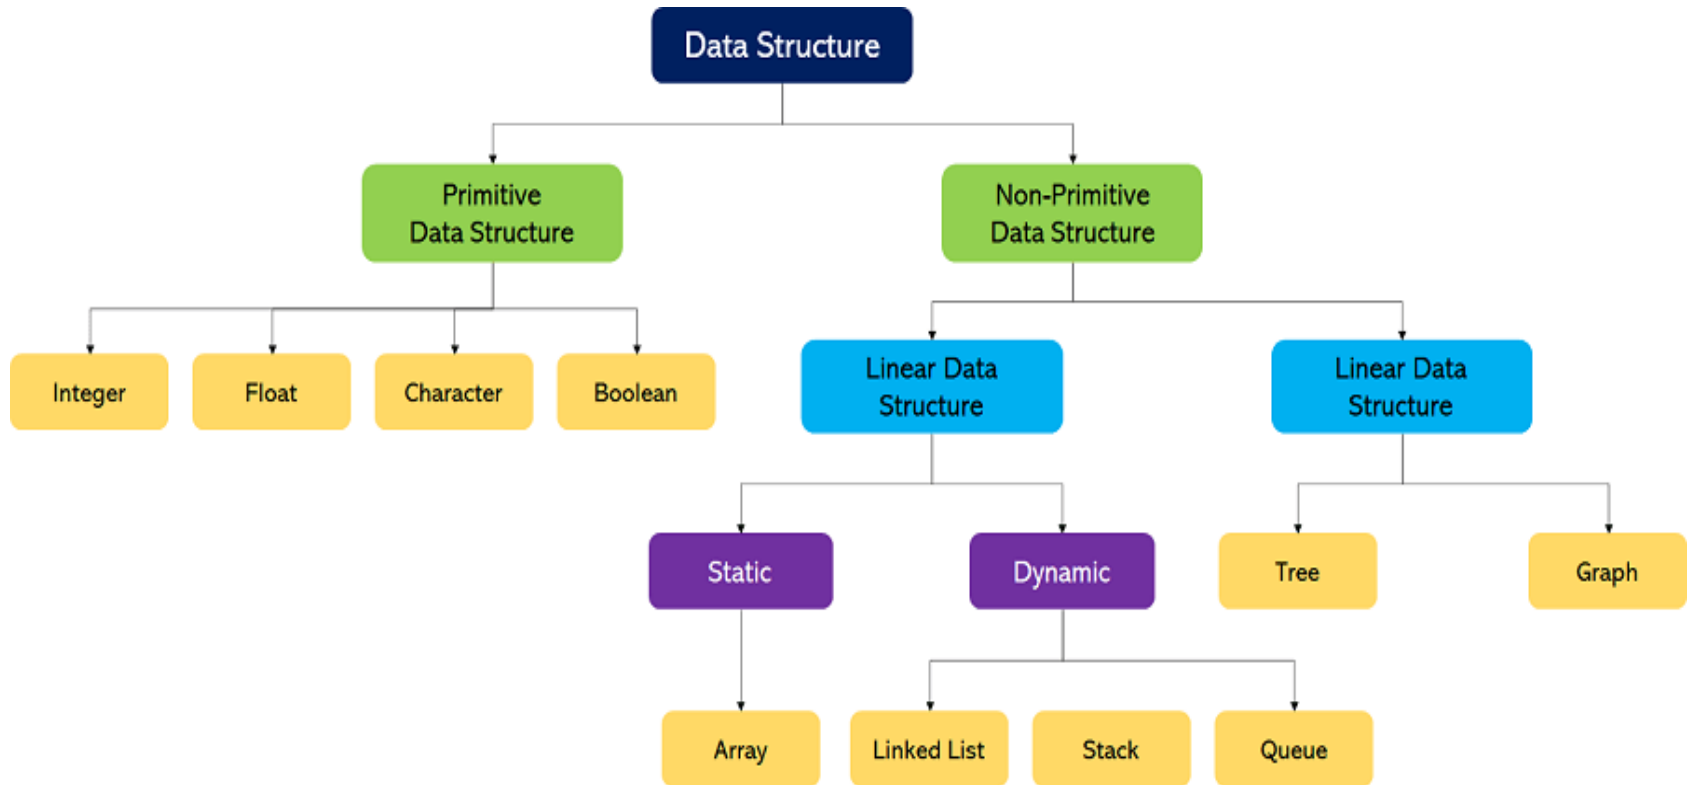 Data Structure
Primitive
Data Structure
Non-Primitive
Data Structure
Integer
Float
Character
Boolean
Linear Data
Structure
Linear Data
Structure
Static
Dynamic
Tree
Graph
Array
Linked List
Stack
Queue